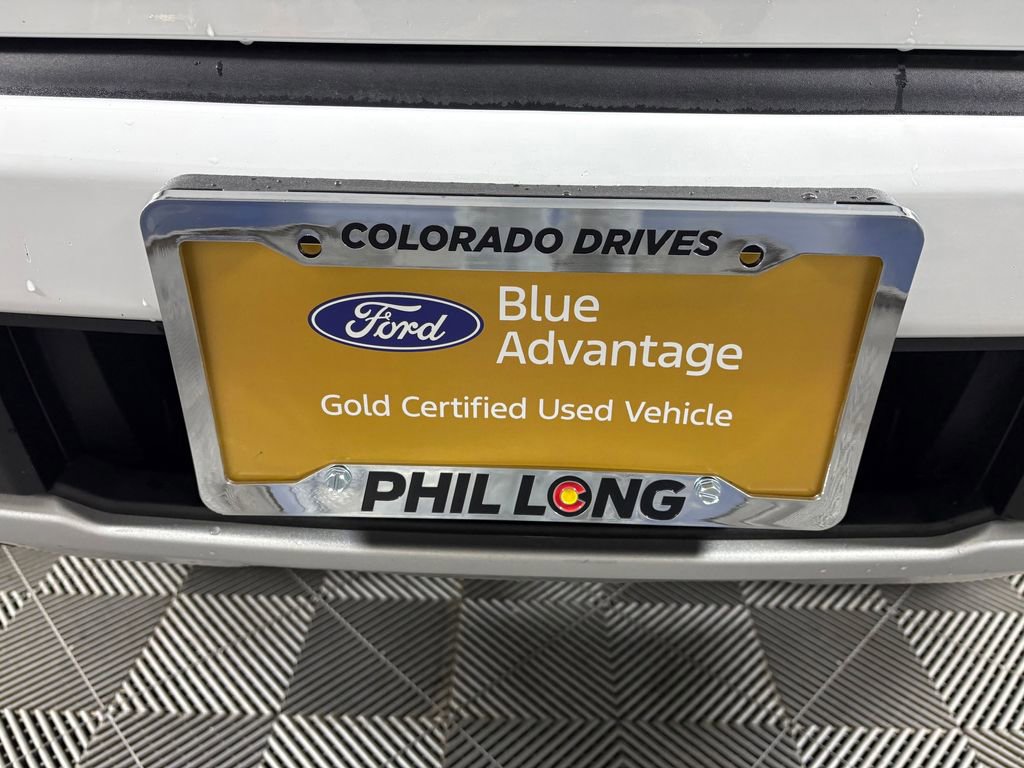 COLORADO DRIVES
Ford
Blue
Advantage
Gold Certified Used Vehicle
PHIL LONG